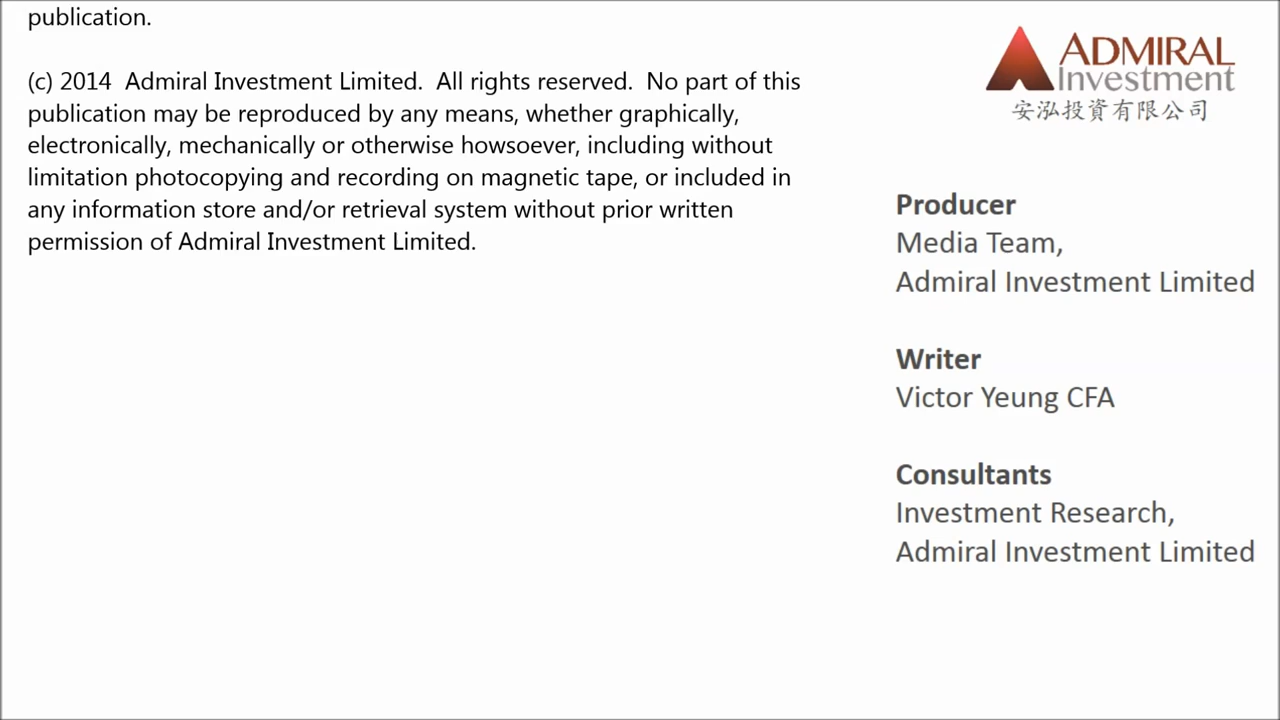 publication.
(c) 2014  Admiral Investment Limited.  All rights reserved.  No part of this
publication may be reproduced by any means, whether graphically,
electronically, mechanically or otherwise howsoever, including without
limitation photocopying and recording on magnetic tape, or included in
any information store and/or retrieval system without prior written
permission of Admiral Investment Limited.
ADMIRAL
Investment
安泓投資有限公司
Producer
Media Team,
Admiral Investment Limited
Writer
Victor Yeung CFA
Consultants
Investment Research,
Admiral Investment Limited